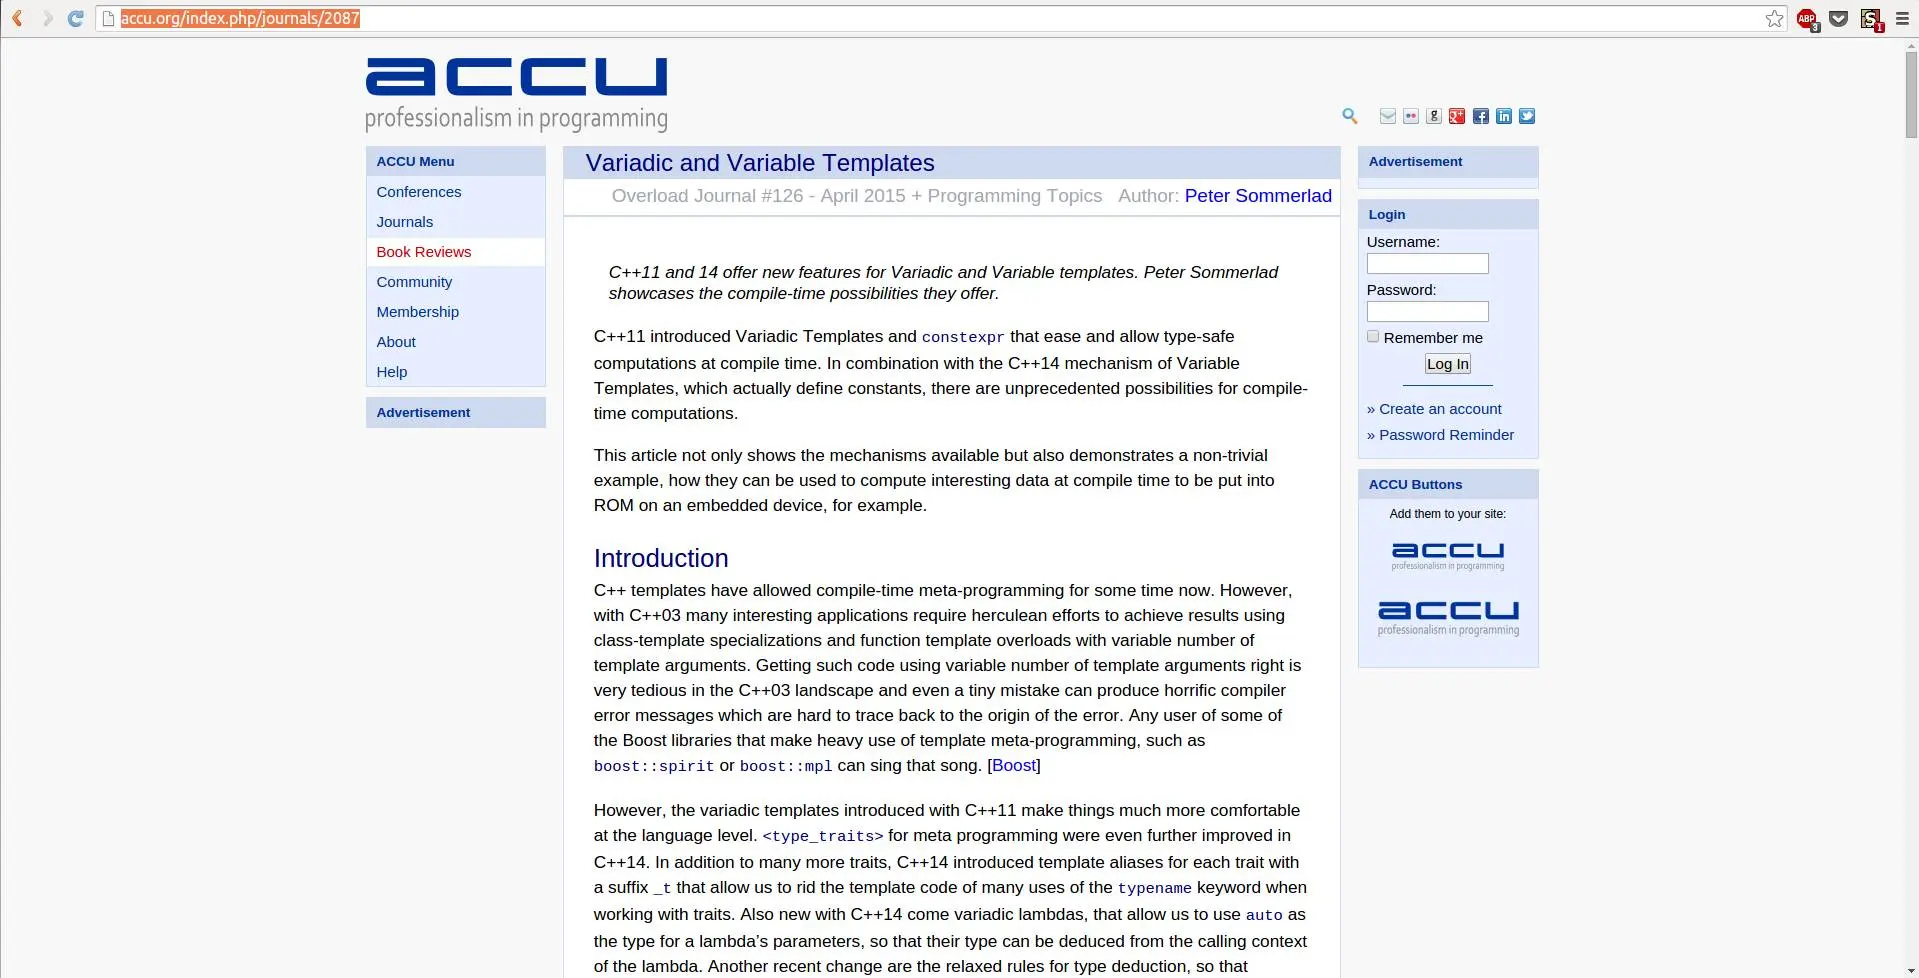 accu.org/index.php/journals/2087
ABP
3
S
1
accu
professionalism in programming
g
g+
f
in
ACCU Menu
Conferences
Journals
Book Reviews
Community
Membership
About
Help
Advertisement
Variadic and Variable Templates
Overload Journal #126 - April 2015 + Programming Topics Author: Peter Sommerlad
C++11 and 14 offer new features for Variadic and Variable templates. Peter Sommerlad
showcases the compile-time possibilities they offer.
C++11 introduced Variadic Templates and constexpr that ease and allow type-safe
computations at compile time. In combination with the C++14 mechanism of Variable
Templates, which actually define constants, there are unprecedented possibilities for compile-
time computations.
This article not only shows the mechanisms available but also demonstrates a non-trivial
example, how they can be used to compute interesting data at compile time to be put into
ROM on an embedded device, for example.
Introduction
C++ templates have allowed compile-time meta-programming for some time now. However,
with C++03 many interesting applications require herculean efforts to achieve results using
class-template specializations and function template overloads with variable number of
template arguments. Getting such code using variable number of template arguments right is
very tedious in the C++03 landscape and even a tiny mistake can produce horrific compiler
error messages which are hard to trace back to the origin of the error. Any user of some of
the Boost libraries that make heavy use of template meta-programming, such as
boost::spirit or boost::mpl can sing that song. [Boost]
However, the variadic templates introduced with C++11 make things much more comfortable
at the language level. <type_traits> for meta programming were even further improved in
C++14. In addition to many more traits, C++14 introduced template aliases for each trait with
a suffix _t that allow us to rid the template code of many uses of the typename keyword when
working with traits. Also new with C++14 come variadic lambdas, that allow us to use auto as
the type for a lambda’s parameters, so that their type can be deduced from the calling context
of the lambda. Another recent change are the relaxed rules for type deduction, so that
Advertisement
Login
Username:
Password:
Remember me
Log In
» Create an account
» Password Reminder
ACCU Buttons
Add them to your site:
accu
professionalism in programming
accu
professionalism in programming